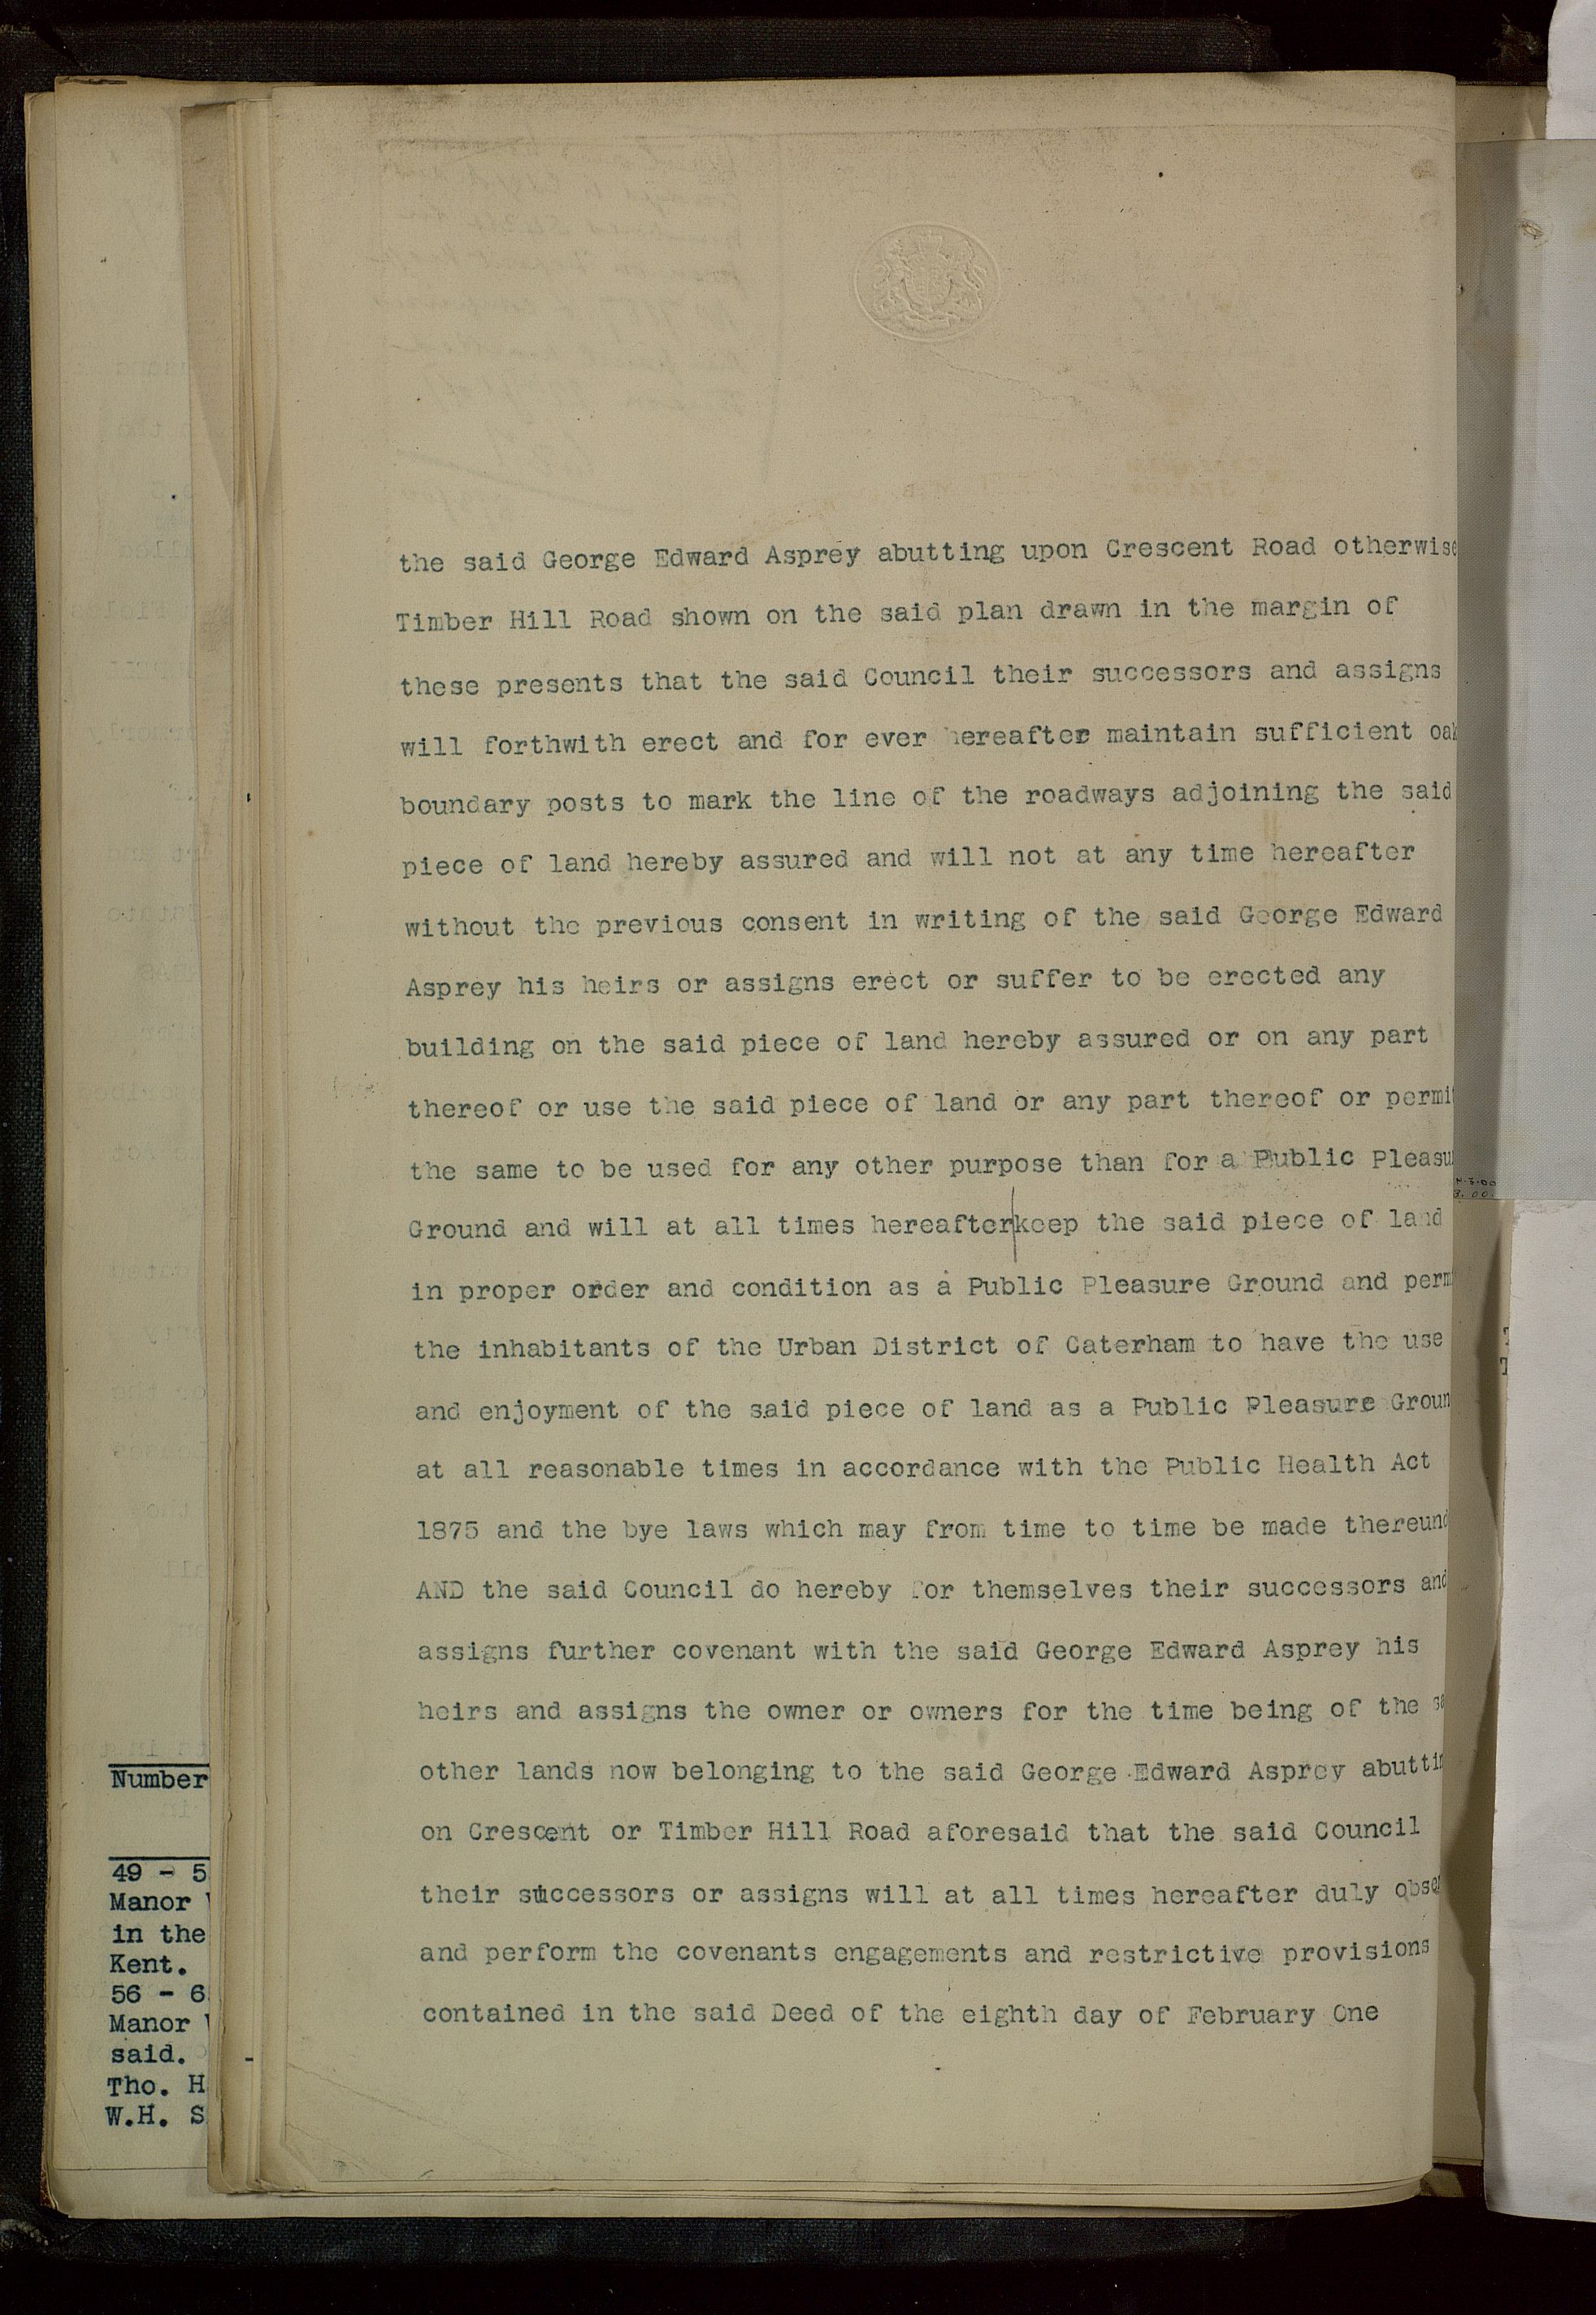 the said George Edward Asprey abutting upon Crescent Road otherwise
Timber Hill Road shown on the said plan drawn in the margin of
these presents that the said Council their successors and assigns
will forthwith erect and for ever hereafter maintain sufficient oak
boundary posts to mark the line of the roadways adjoining the said
piece of land hereby assured and will not at any time hereafter
without the previous consent in writing of the said George Edward
Asprey his heirs or assigns erect or suffer to be erected any
building on the said piece of land hereby assured or on any part
thereof or use the said piece of land or any part thereof or permit
the same to be used for any other purpose than for a Public Pleasu
Ground and will at all times hereafter keep the said piece of land
in proper order and condition as a Public Pleasure Ground and perm
the inhabitants of the Urban District of Caterham to have the use
and enjoyment of the said piece of land as a Public Pleasure Groun
at all reasonable times in accordance with the Public Health Act
1875 and the bye laws which may from time to time be made thereund
AND the said Council do hereby for themselves their successors and
assigns further covenant with the said George Edward Asprey his
heirs and assigns the owner or owners for the time being of the
other lands now belonging to the said George Edward Asprey abuttin
on Crescent or Timber Hill Road aforesaid that the said Council
their successors or assigns will at all times hereafter duly obse
and perform the covenants engagements and restrictive provisions
contained in the said Deed of the eighth day of February One
Number
49 - 5
Manor
in the
Kent.
56 - 6
Manor
said.
Tho. H
W.H. S